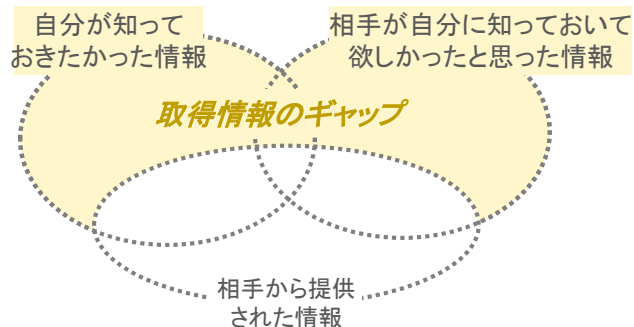 自分が知って
おきたかった情報
相手が自分に知っておいて
欲しかったと思った情報
取得情報のギャップ
相手から提供
された情報